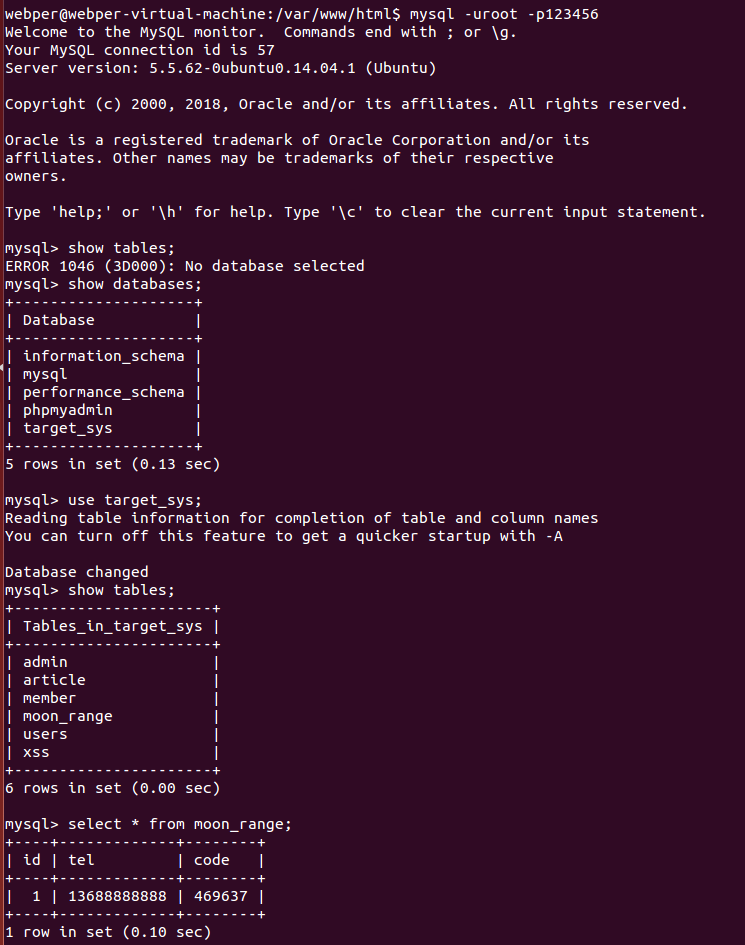 webper@webper-virtual-machine:/var/www/html$ mysql -uroot -p123456
Welcome to the MySQL monitor.  Commands end with ; or \g.
Your MySQL connection id is 57
Server version: 5.5.62-0ubuntu0.14.04.1 (Ubuntu)

Copyright (c) 2000, 2018, Oracle and/or its affiliates. All rights reserved.

Oracle is a registered trademark of Oracle Corporation and/or its
affiliates. Other names may be trademarks of their respective
owners.

Type 'help;' or '\h' for help. Type '\c' to clear the current input statement.

mysql> show tables;
ERROR 1046 (3D000): No database selected
mysql> show databases;
+--------------------+
| Database           |
+--------------------+
| information_schema |
| mysql              |
| performance_schema |
| phpmyadmin         |
| target_sys         |
+--------------------+
5 rows in set (0.13 sec)

mysql> use target_sys;
Reading table information for completion of table and column names
You can turn off this feature to get a quicker startup with -A

Database changed
mysql> show tables;
+----------------------+
| Tables_in_target_sys |
+----------------------+
| admin                |
| article              |
| member               |
| moon_range           |
| users                |
| xss                  |
+----------------------+
6 rows in set (0.00 sec)

mysql> select * from moon_range;
+----+-------------+--------+
| id | tel         | code   |
+----+-------------+--------+
|  1 | 13688888888 | 469637 |
+----+-------------+--------+
1 row in set (0.10 sec)